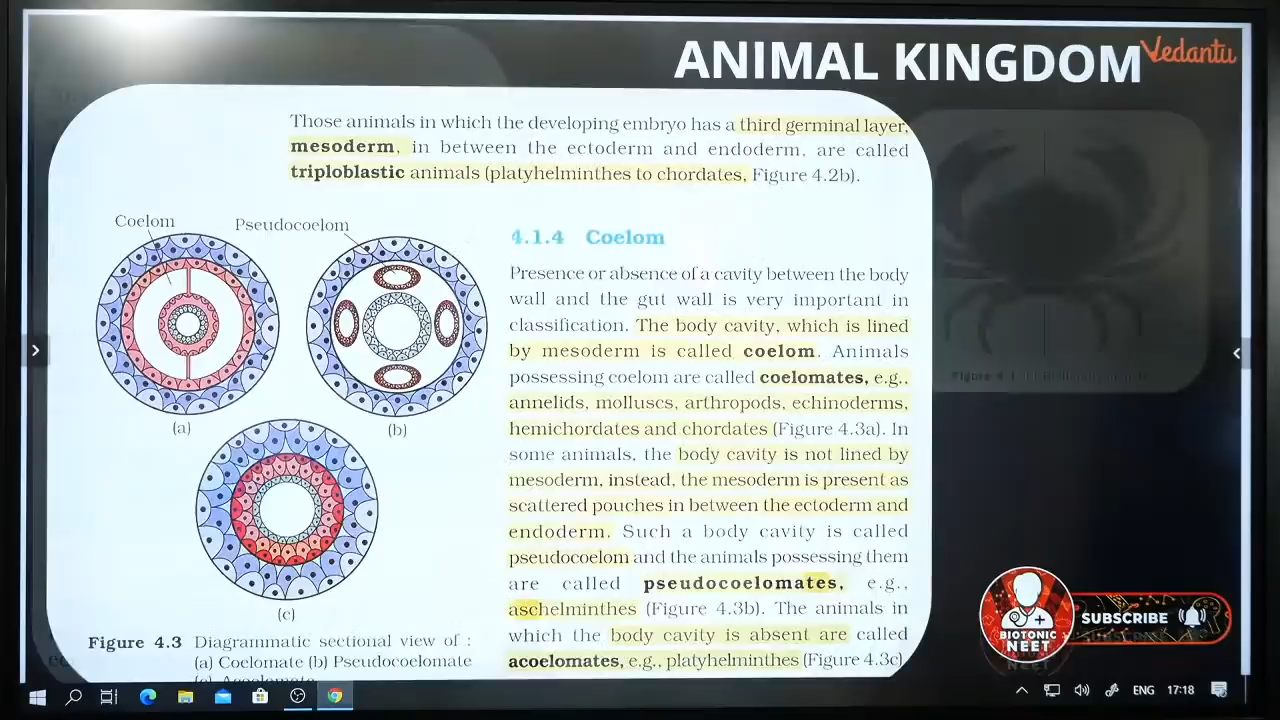 ANIMAL KINGDOM
Vedantu
Those animals in which the developing embryo has a third germinal layer,
mesoderm, in between the ectoderm and endoderm, are called
triploblastic animals (platyhelminthes to chordates, Figure 4.2b).
Coelom
Pseudocoelom
(a)
(b)
(c)
Figure 4.3 Diagrammatic sectional view of :
(a) Coelomate (b) Pseudocoelomate
(c) Acoelomate
4.1.4 Coelom
Presence or absence of a cavity between the body
wall and the gut wall is very important in
classification. The body cavity, which is lined
by mesoderm is called coelom. Animals
possessing coelom are called coelomates, e.g.,
annelids, molluscs, arthropods, echinoderms,
hemichordates and chordates (Figure 4.3a). In
some animals, the body cavity is not lined by
mesoderm, instead, the mesoderm is present as
scattered pouches in between the ectoderm and
endoderm. Such a body cavity is called
pseudocoelom and the animals possessing them
are called pseudocoelomates, e.g.,
aschelminthes (Figure 4.3b). The animals in
which the body cavity is absent are called
acoelomates, e.g., platyhelminthes (Figure 4.3c)
BIOTONIC
NEET
SUBSCRIBE
ENG
17:18